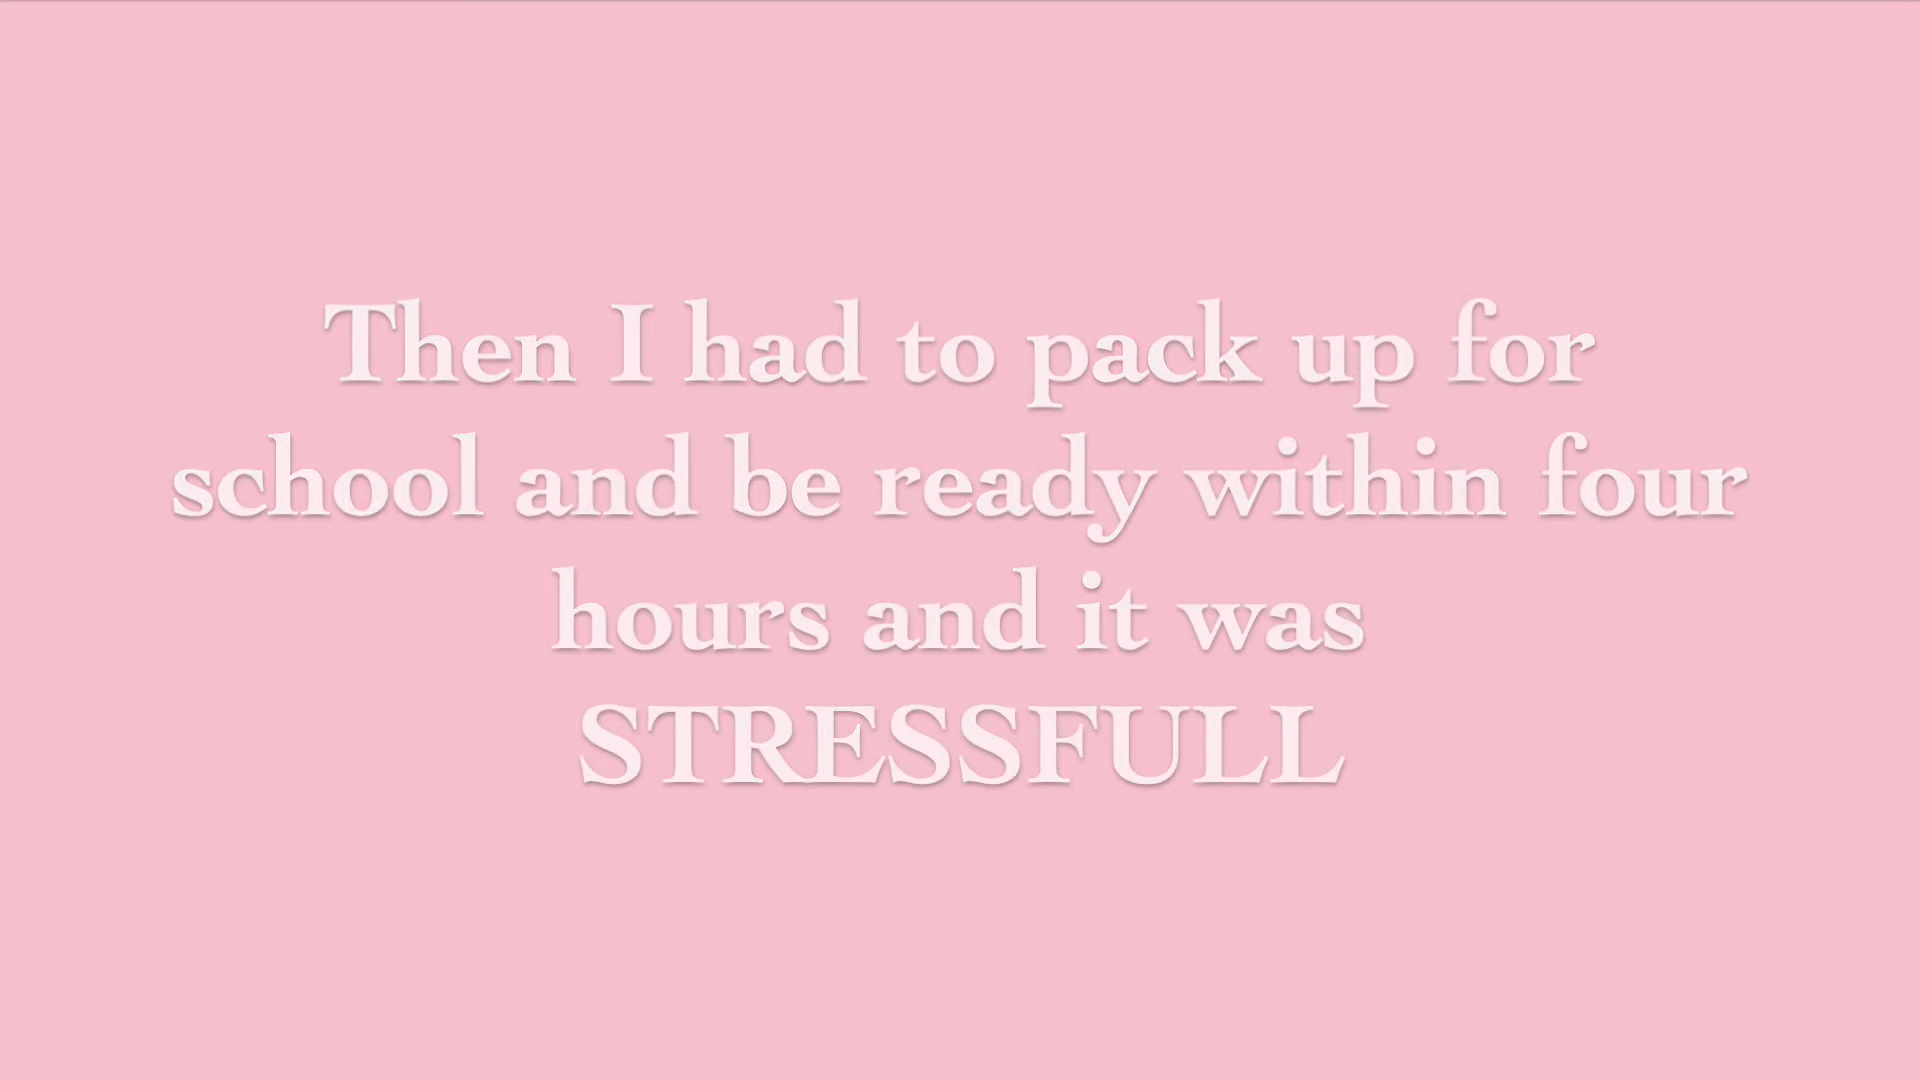 Then I had to pack up for
school and be ready within four
hours and it was
STRESSFULL